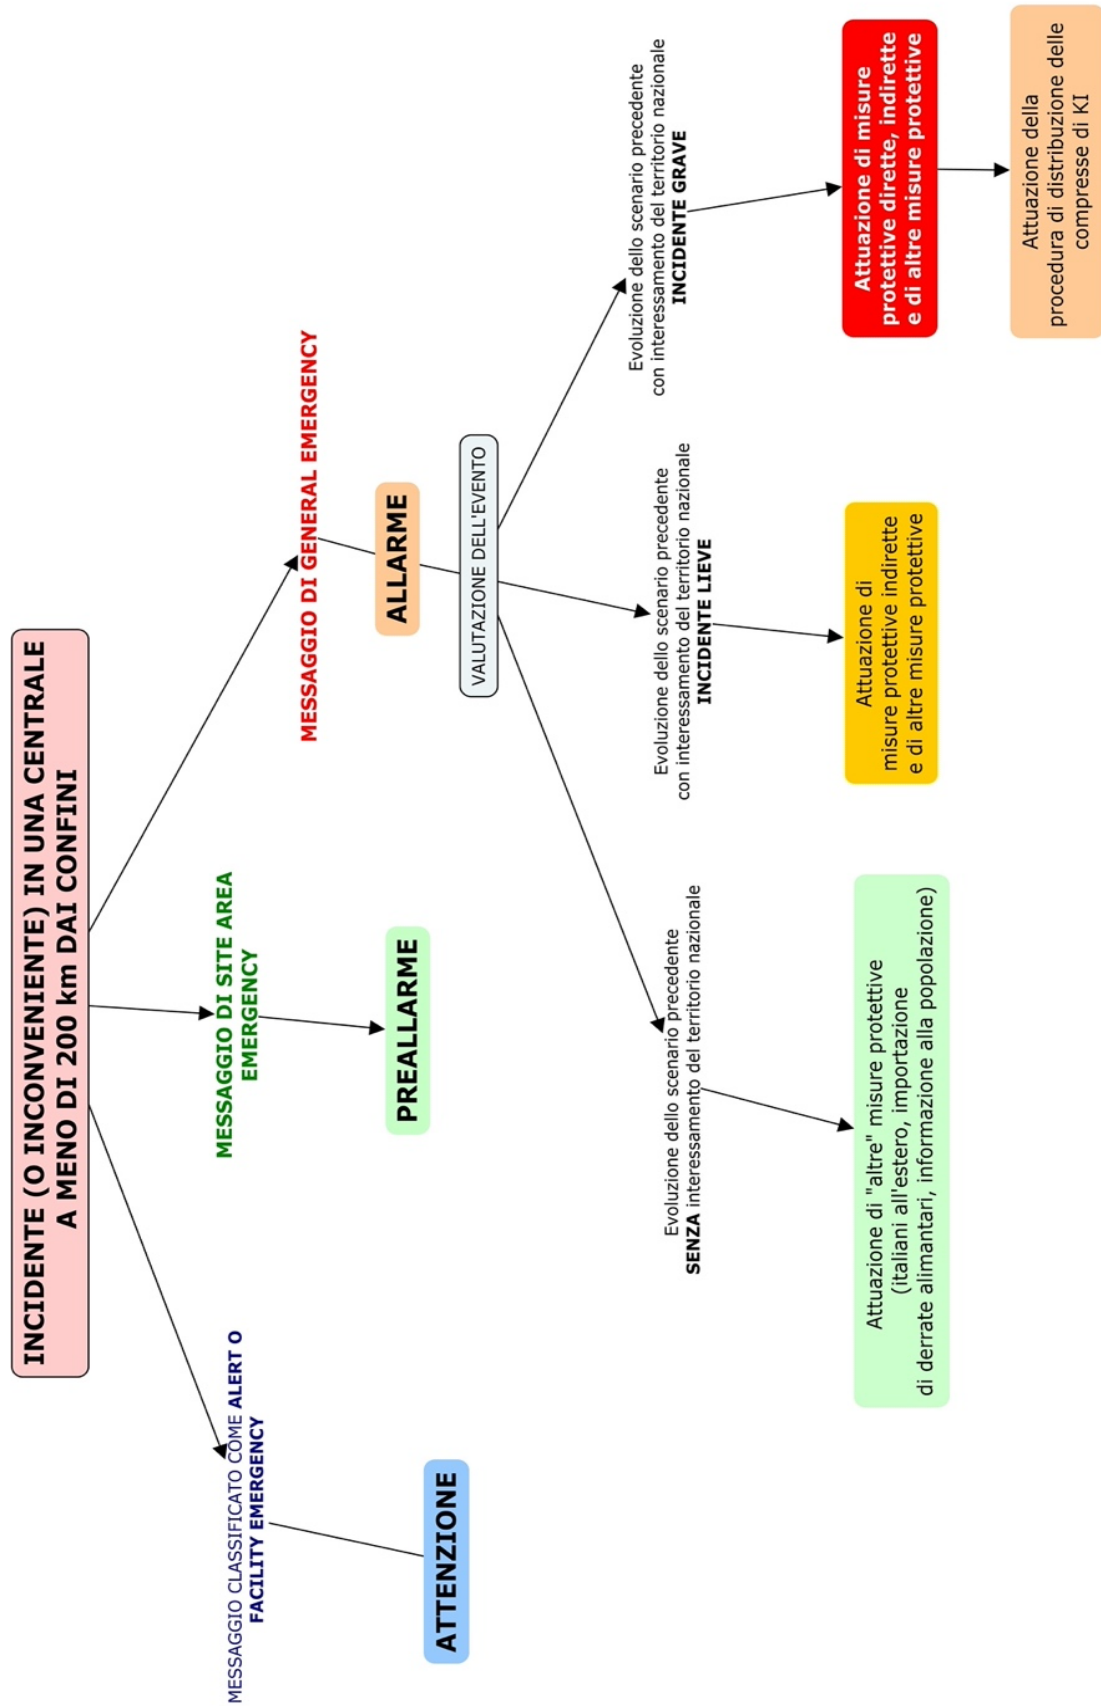 INCIDENTE (O INCONVENIENTE) IN UNA CENTRALE
A MENO DI 200 km DAI CONFINI
MESSAGGIO CLASSIFICATO COME ALERT O
FACILITY EMERGENCY
ATTENZIONE
MESSAGGIO DI SITE AREA
EMERGENCY
PREALLARME
MESSAGGIO DI GENERAL EMERGENCY
ALLARME
VALUTAZIONE DELL'EVENTO
Evoluzione dello scenario precedente
SENZA interessamento del territorio nazionale
Attuazione di "altre" misure protettive
(italiani all'estero, importazione
di derrate alimantari, informazione alla popolazione)
Evoluzione dello scenario precedente
con interessamento del territorio nazionale
INCIDENTE LIEVE
Attuazione di
misure protettive indirette
e di altre misure protettive
Evoluzione dello scenario precedente
con interessamento del territorio nazionale
INCIDENTE GRAVE
Attuazione di misure
protettive dirette, indirette
e di altre misure protettive
Attuazione della
procedura di distribuzione delle
compresse di KI